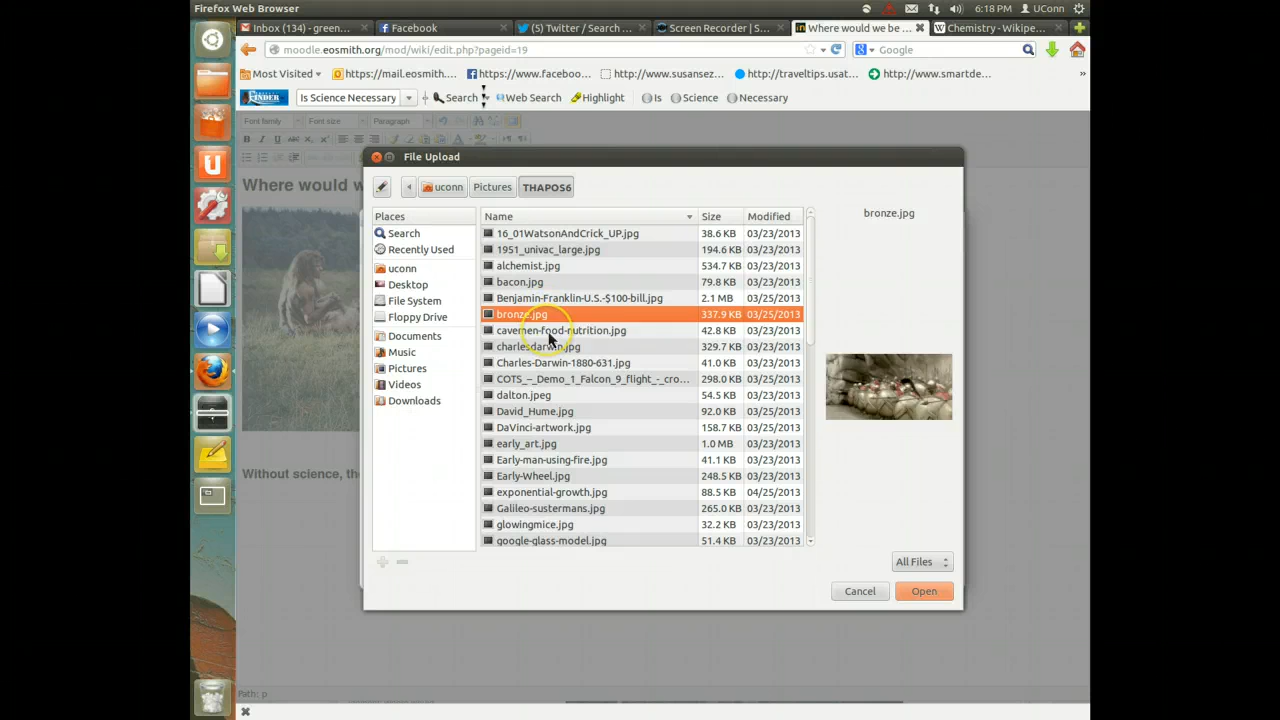 Firefox Web Browser
6:18 PM UConn
Inbox (134) - green...
Facebook
(5) Twitter / Search ...
Screen Recorder | S...
Where would we be ...
Chemistry - Wikipe...
moodle.eosmith.org/mod/wiki/edit.php?pageid=19
Google
Most Visited
https://mail.eosmith....
https://www.faceboo...
http://www.susansez...
http://traveltips.usat...
http://www.smartde...
»
FINDER
Is Science Necessary
Search
Web Search
Highlight
Is
Science
Necessary
Font family
Font size
Paragraph
File Upload
uconn
Pictures
THAPOS6
Where would w
Places
Search
Recently Used
uconn
Desktop
File System
Floppy Drive
Documents
Music
Pictures
Videos
Downloads
Name Size Modified
16_01WatsonAndCrick_UP.jpg 38.6 KB 03/23/2013
1951_univac_large.jpg 194.6 KB 03/23/2013
alchemist.jpg 534.7 KB 03/23/2013
bacon.jpg 79.8 KB 03/23/2013
Benjamin-Franklin-U.S.-$100-bill.jpg 2.1 MB 03/23/2013
bronze.jpg 337.9 KB 03/25/2013
cavemen-food-nutrition.jpg 42.8 KB 03/23/2013
charlesdarwin.jpg 329.7 KB 03/23/2013
Charles-Darwin-1880-631.jpg 41.0 KB 03/23/2013
COTS_–_Demo_1_Falcon_9_flight_-_cro... 298.0 KB 03/25/2013
dalton.jpeg 54.5 KB 03/23/2013
David_Hume.jpg 92.0 KB 03/25/2013
DaVinci-artwork.jpg 158.7 KB 03/25/2013
early_art.jpg 1.0 MB 03/23/2013
Early-man-using-fire.jpg 41.1 KB 03/23/2013
Early-Wheel.jpg 248.5 KB 03/25/2013
exponential-growth.jpg 88.5 KB 04/25/2013
Galileo-sustermans.jpg 265.0 KB 03/23/2013
glowingmice.jpg 32.2 KB 03/23/2013
google-glass-model.jpg 51.4 KB 03/23/2013
bronze.jpg
Without science, the
All Files
Cancel
Open
Path: p